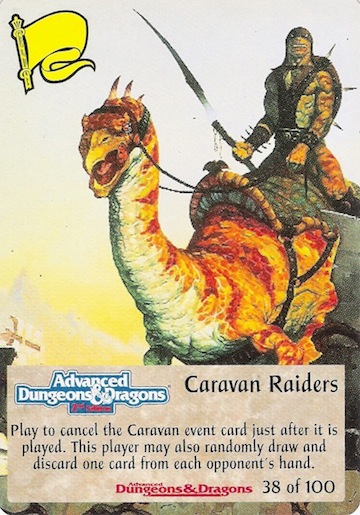 Advanced
Dungeons & Dragons
2nd Edition
Caravan Raiders
Play to cancel the Caravan event card just after it is
played. This player may also randomly draw and
discard one card from each opponent's hand.
Advanced
Dungeons & Dragons
38 of 100